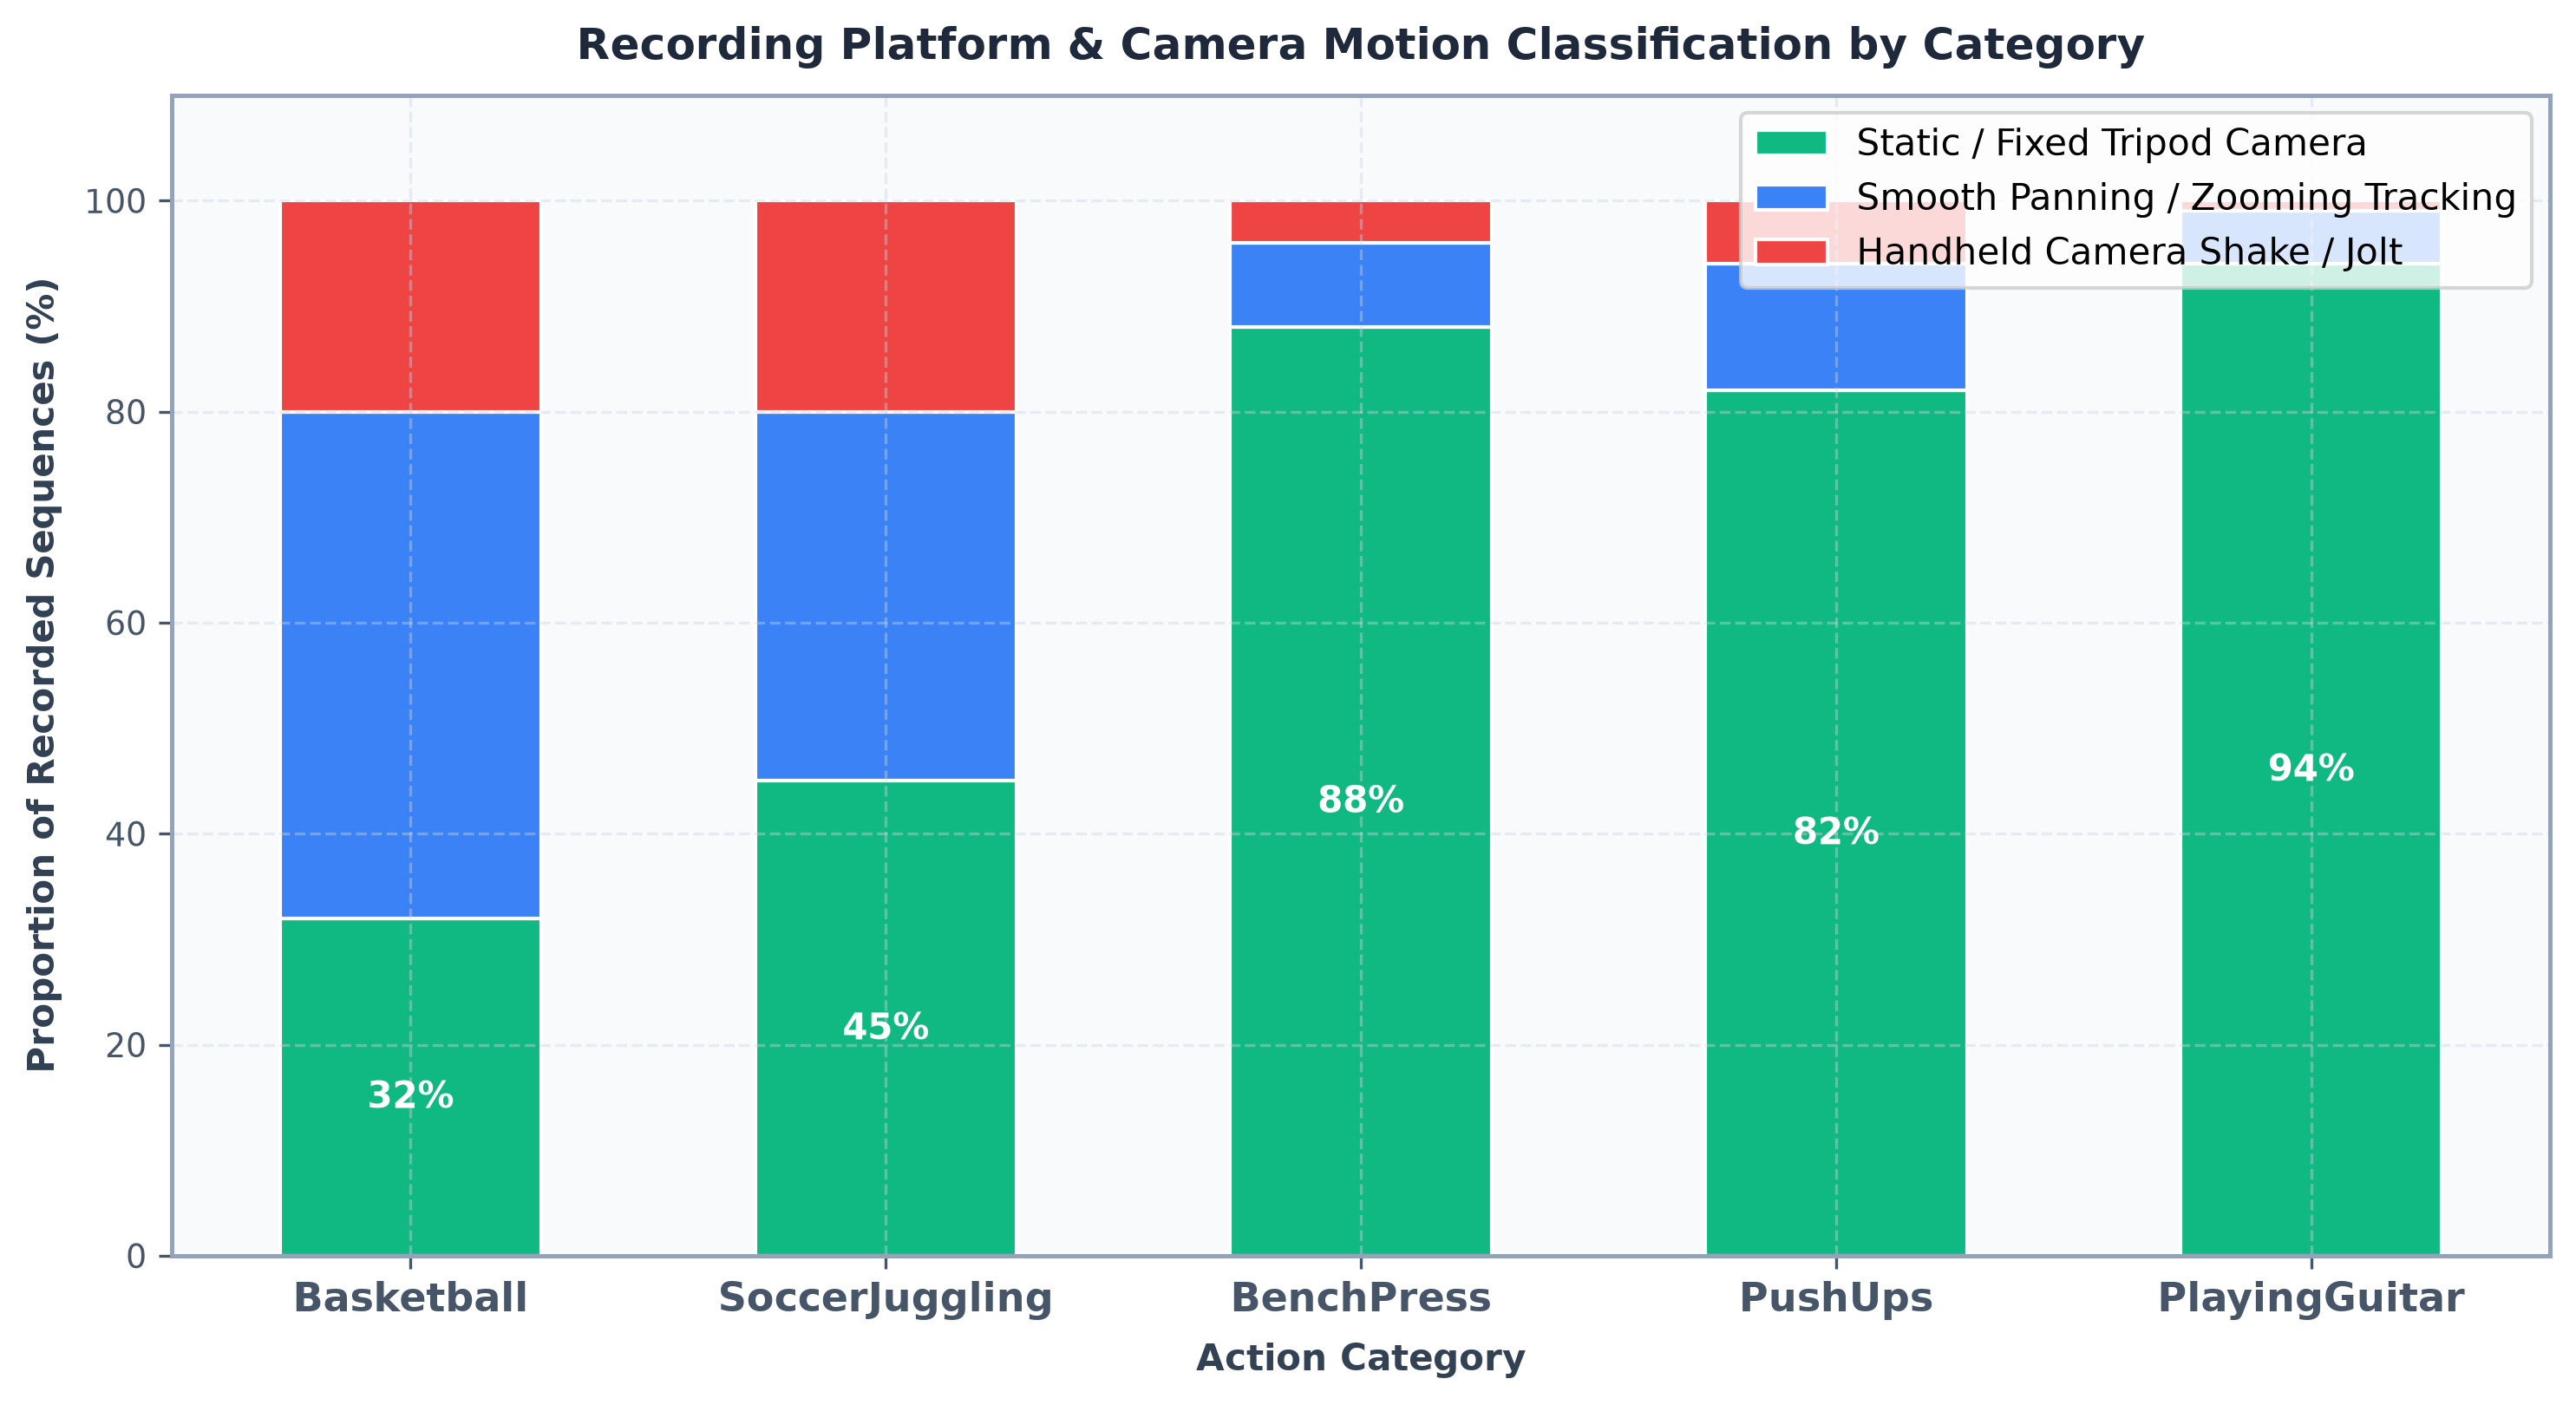 Recording Platform & Camera Motion Classification by Category
Static / Fixed Tripod Camera
Smooth Panning / Zooming Tracking
Handheld Camera Shake / Jolt
Proportion of Recorded Sequences (%)
100
80
60
40
20
0
32%
45%
88%
82%
94%
Basketball SoccerJuggling BenchPress PushUps PlayingGuitar
Action Category